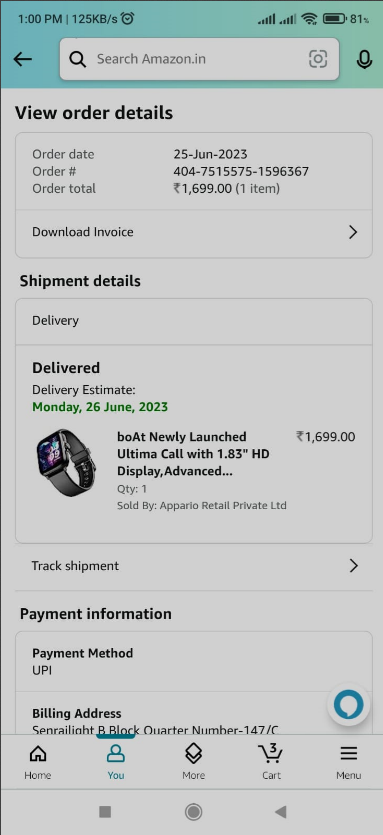 1:00 PM | 125KB/s
81%
Search Amazon.in
View order details
Order date 25-Jun-2023
Order # 404-7515575-1596367
Order total ₹1,699.00 (1 item)
Download Invoice
Shipment details
Delivery
Delivered
Delivery Estimate:
Monday, 26 June, 2023
boAt Newly Launched ₹1,699.00
Ultima Call with 1.83" HD
Display,Advanced...
Qty: 1
Sold By: Appario Retail Private Ltd
Track shipment
Payment information
Payment Method
UPI
Billing Address
Senrailight B Block Quarter Number-147/C
3
Home You More Cart Menu